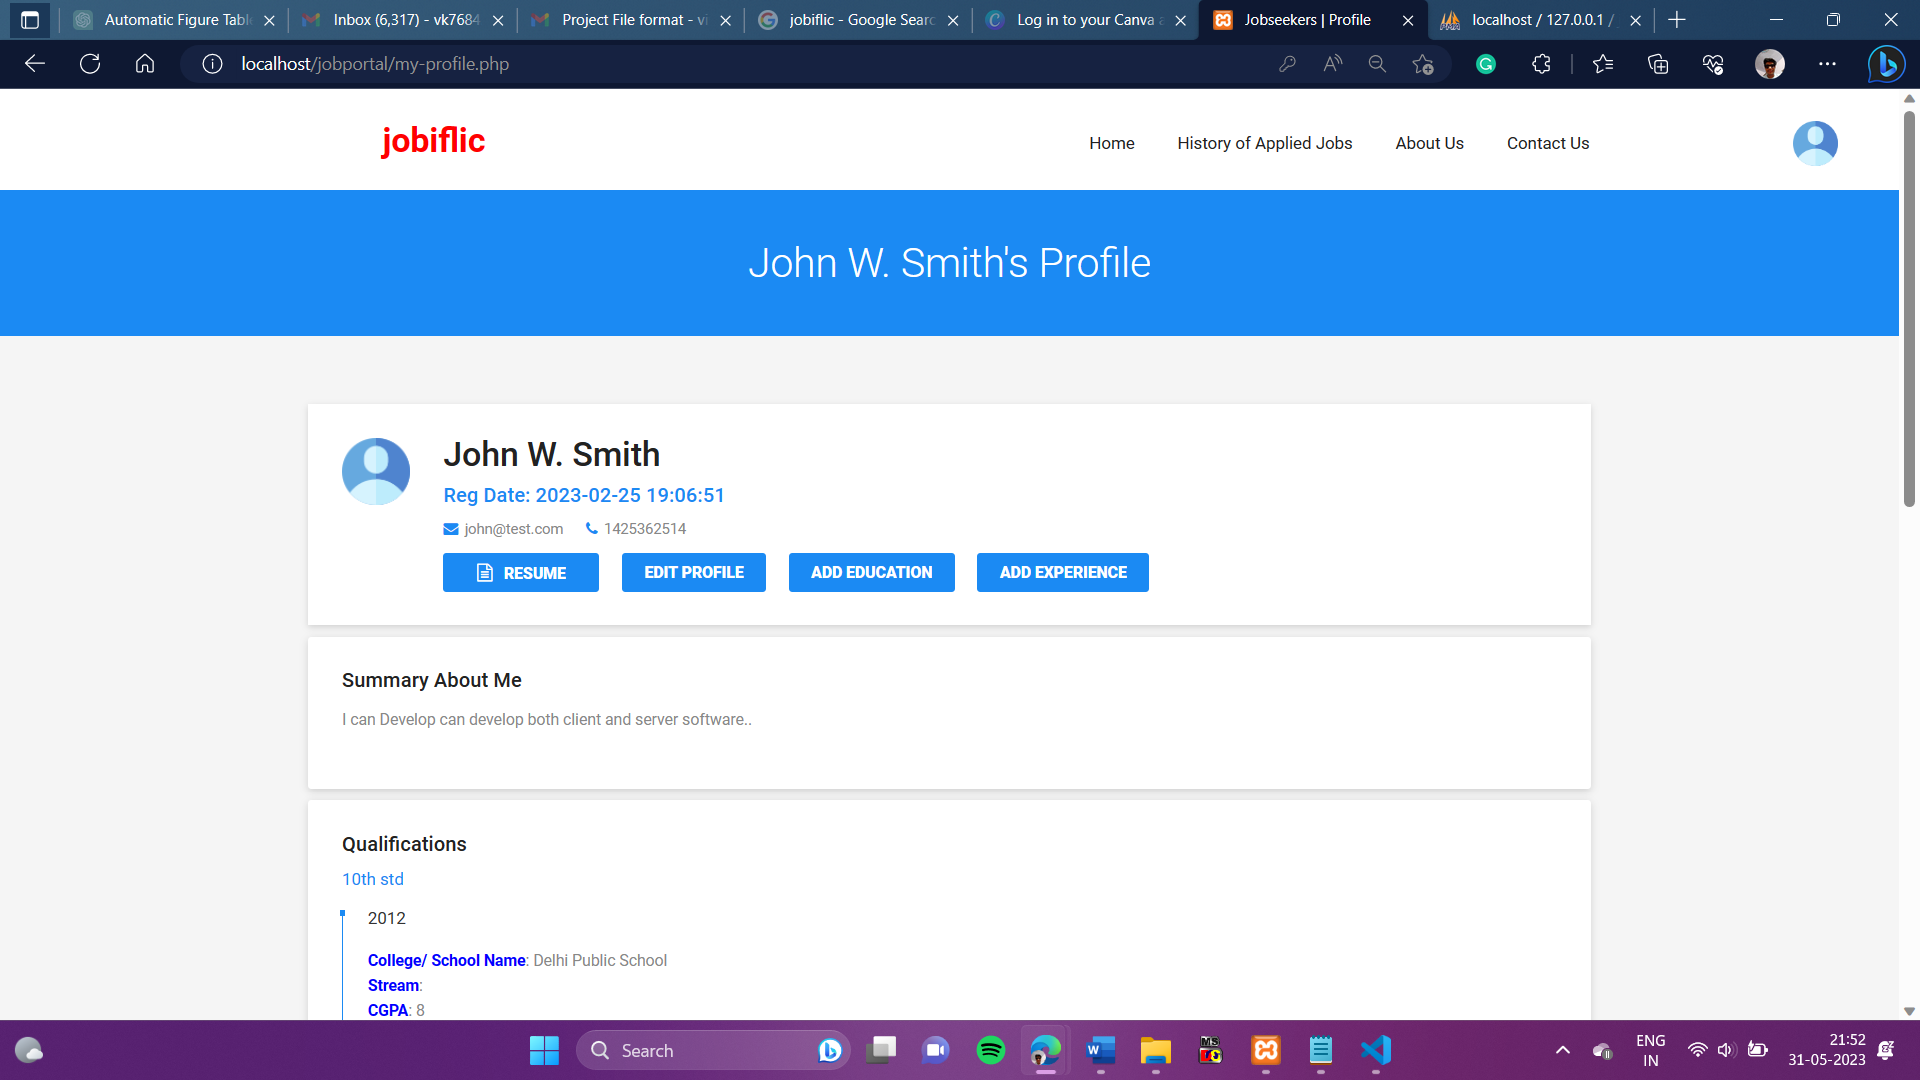 Automatic Figure Tabl
Inbox (6,317) - vk7684
Project File format - vi
jobiflic - Google Searc
Log in to your Canva a
Jobseekers | Profile
localhost / 127.0.0.1 /
localhost/jobportal/my-profile.php
jobiflic
Home
History of Applied Jobs
About Us
Contact Us
John W. Smith's Profile
John W. Smith
Reg Date: 2023-02-25 19:06:51
john@test.com 1425362514
RESUME
EDIT PROFILE
ADD EDUCATION
ADD EXPERIENCE
Summary About Me
I can Develop can develop both client and server software..
Qualifications
10th std
2012
College/ School Name: Delhi Public School
Stream:
CGPA: 8
Search
ENG
IN
21:52
31-05-2023